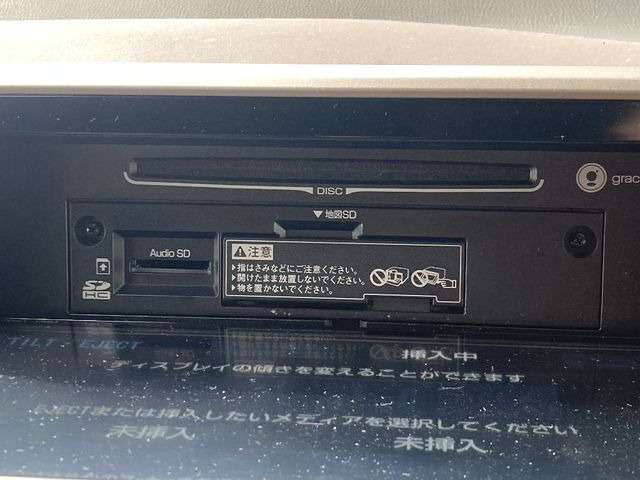 DISC
grac
▼地図SD
Audio SD
注意
▶指はさみなどにご注意ください。
▶開けたまま放置しないでください。
▶物を置かないでください。
SD
HC
TILT・EJECT
挿入中
ディスプレイの傾きを変えることができます
EJECTまたは挿入したいメディアを選択してください
未挿入
未挿入